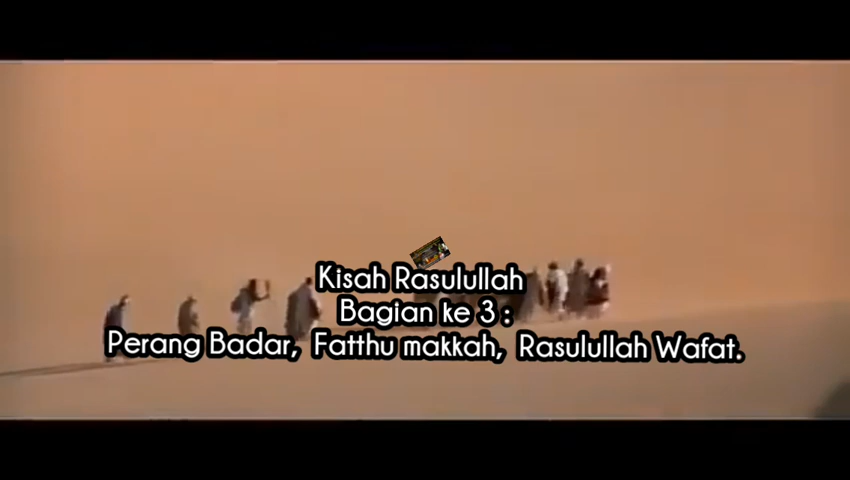 Kisah Rasulullah
Bagian ke 3 :
Perang Badar, Fatthu makkah, Rasulullah Wafat.